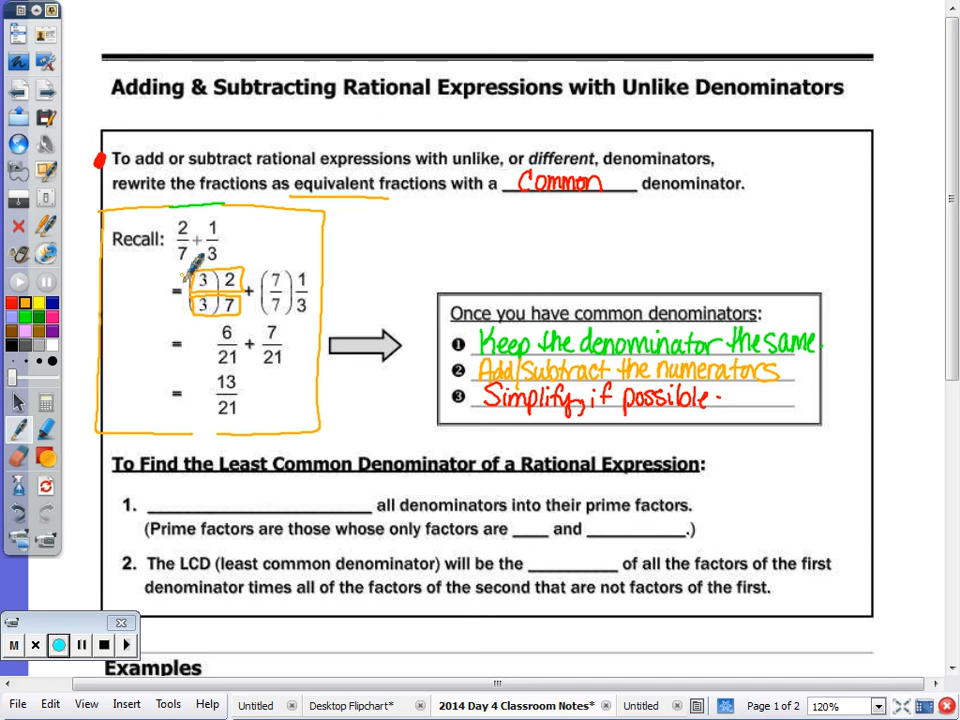 Adding & Subtracting Rational Expressions with Unlike Denominators
To add or subtract rational expressions with unlike, or different, denominators,
rewrite the fractions as equivalent fractions with a Common denominator.
Recall: 2/7 + 1/3
= (3/3) 2/7 + (7/7) 1/3
= 6/21 + 7/21
= 13/21
Once you have common denominators:
❶ Keep the denominator the same.
❷ Add/Subtract the numerators
❸ Simplify, if possible.
To Find the Least Common Denominator of a Rational Expression:
1. ____________ all denominators into their prime factors.
(Prime factors are those whose only factors are ____ and ________.)
2. The LCD (least common denominator) will be the ________ of all the factors of the first
denominator times all of the factors of the second that are not factors of the first.
M
Examples
File Edit View Insert Tools Help Untitled Desktop Flipchart* 2014 Day 4 Classroom Notes* Untitled Page 1 of 2 120%